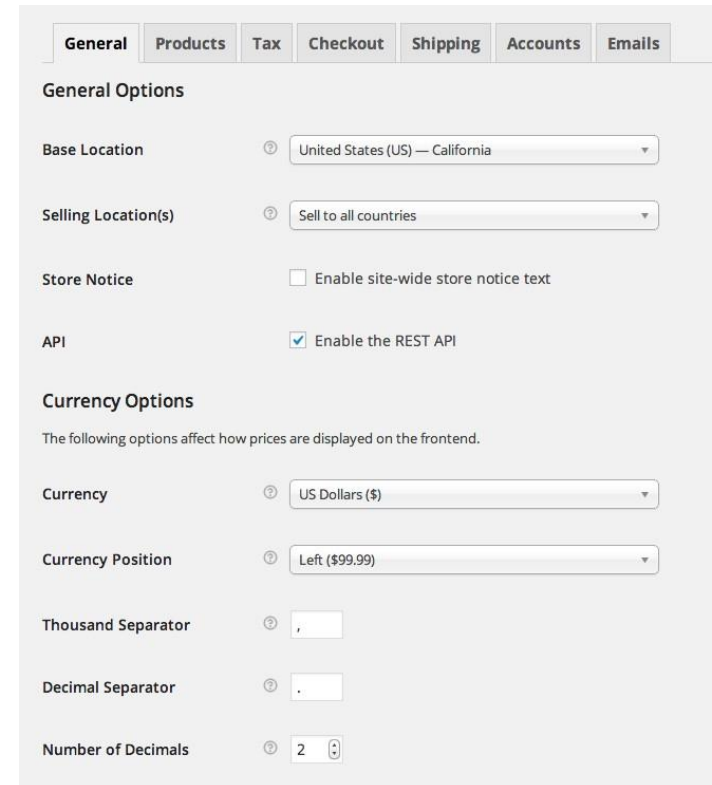 General Products Tax Checkout Shipping Accounts Emails
General Options
Base Location ? United States (US) — California
Selling Location(s) ? Sell to all countries
Store Notice Enable site-wide store notice text
API Enable the REST API
Currency Options
The following options affect how prices are displayed on the frontend.
Currency ? US Dollars ($)
Currency Position ? Left ($99.99)
Thousand Separator ? ,
Decimal Separator ? .
Number of Decimals ? 2